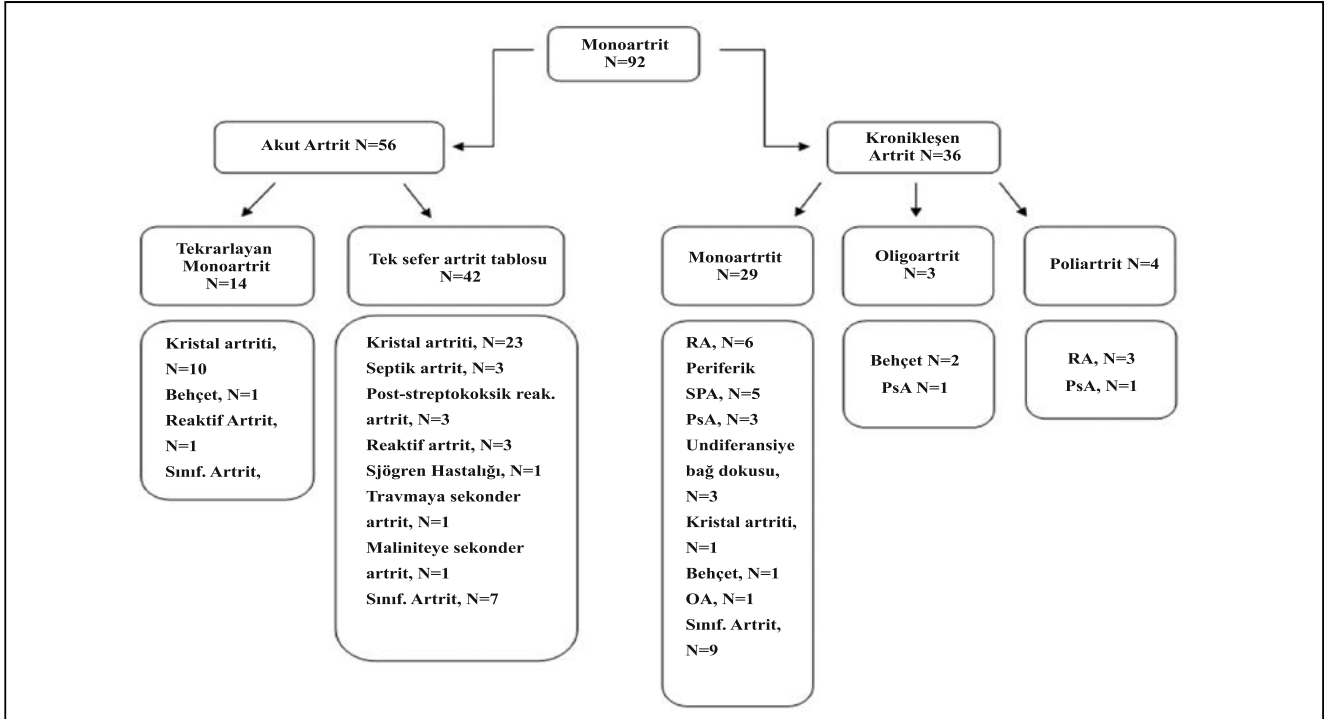 Monoartrit
N=92
Akut Artrit N=56
Kronikleşen
Artrit N=36
Tekrarlayan
Monoartrit
N=14
Tek sefer artrit tablosu
N=42
Monoartrtit
N=29
Oligoartrit
N=3
Poliartrit N=4
Kristal artriti,
N=10
Behçet, N=1
Reaktif Artrit,
N=1
Sınıf. Artrit,
Kristal artriti, N=23
Septik artrit, N=3
Post-streptokoksik reak.
artrit, N=3
Reaktif artrit, N=3
Sjögren Hastalığı, N=1
Travmaya sekonder
artrit, N=1
Maliniteye sekonder
artrit, N=1
Sınıf. Artrit, N=7
RA, N=6
Periferik
SPA, N=5
PsA, N=3
Undiferansiye
bağ dokusu,
N=3
Kristal artriti,
N=1
Behçet, N=1
OA, N=1
Sınıf. Artrit,
N=9
Behçet N=2
PsA N=1
RA, N=3
PsA, N=1